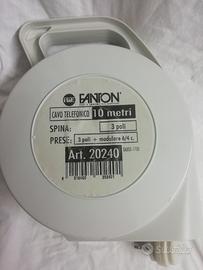 FANTON
CAVO TELEFONICO 10 metri
SPINA: 3 poli
PRESE: 3 poli + modulare 6/4 c.
Art. 20240